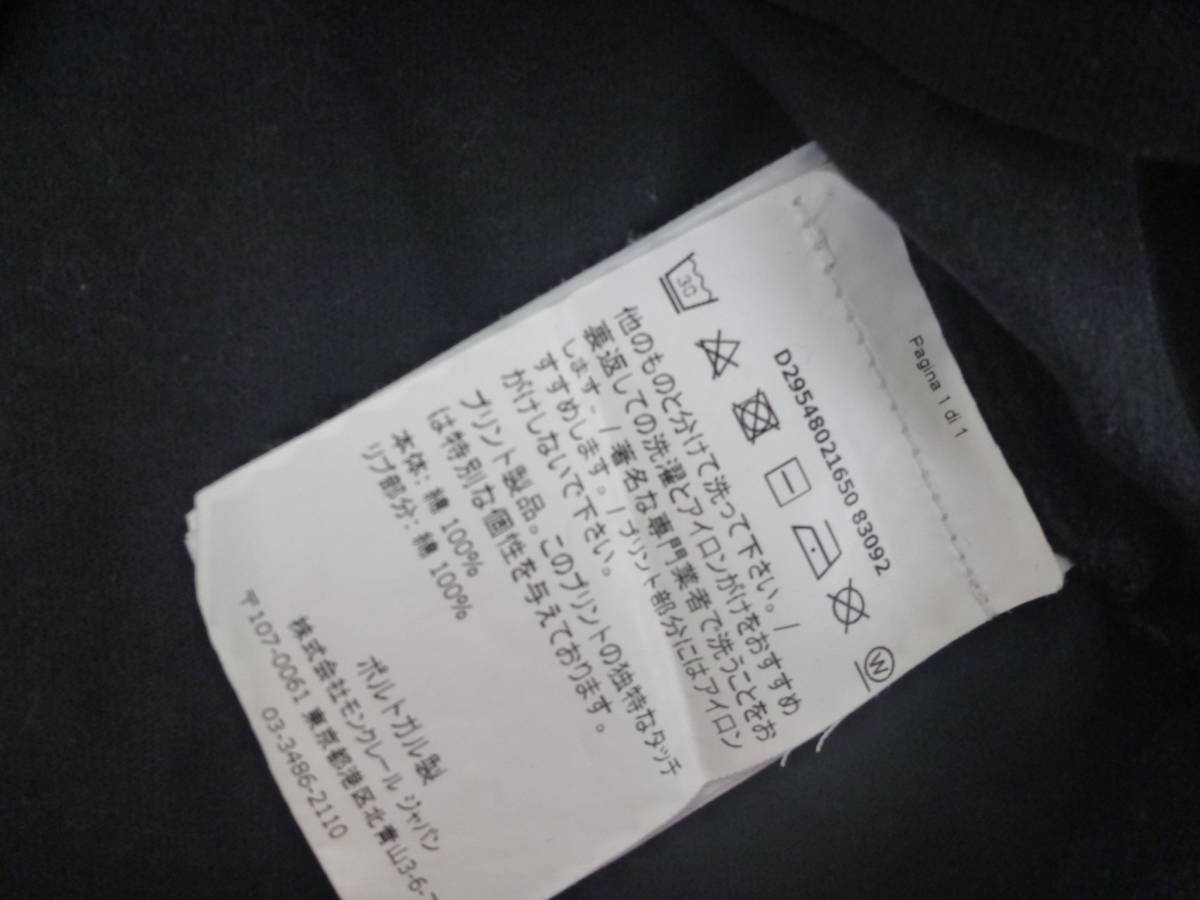 Pagina 1 di 1
D29548021650 83092
30
W
他のものと分けて洗って下さい。/
裏返しての洗濯とアイロンがけをおすすめ
します。/ 著名な専門業者で洗うことをお
すすめします。/ プリント部分にはアイロン
がけしないで下さい。
プリント製品。このプリントの独特なタッチ
は特別な個性を与えております。
本体: 綿 100%
リブ部分: 綿 100%
ポルトガル製
株式会社モンクレール ジャパン
〒107-0061 東京都港区北青山3-6-
03-3486-2110